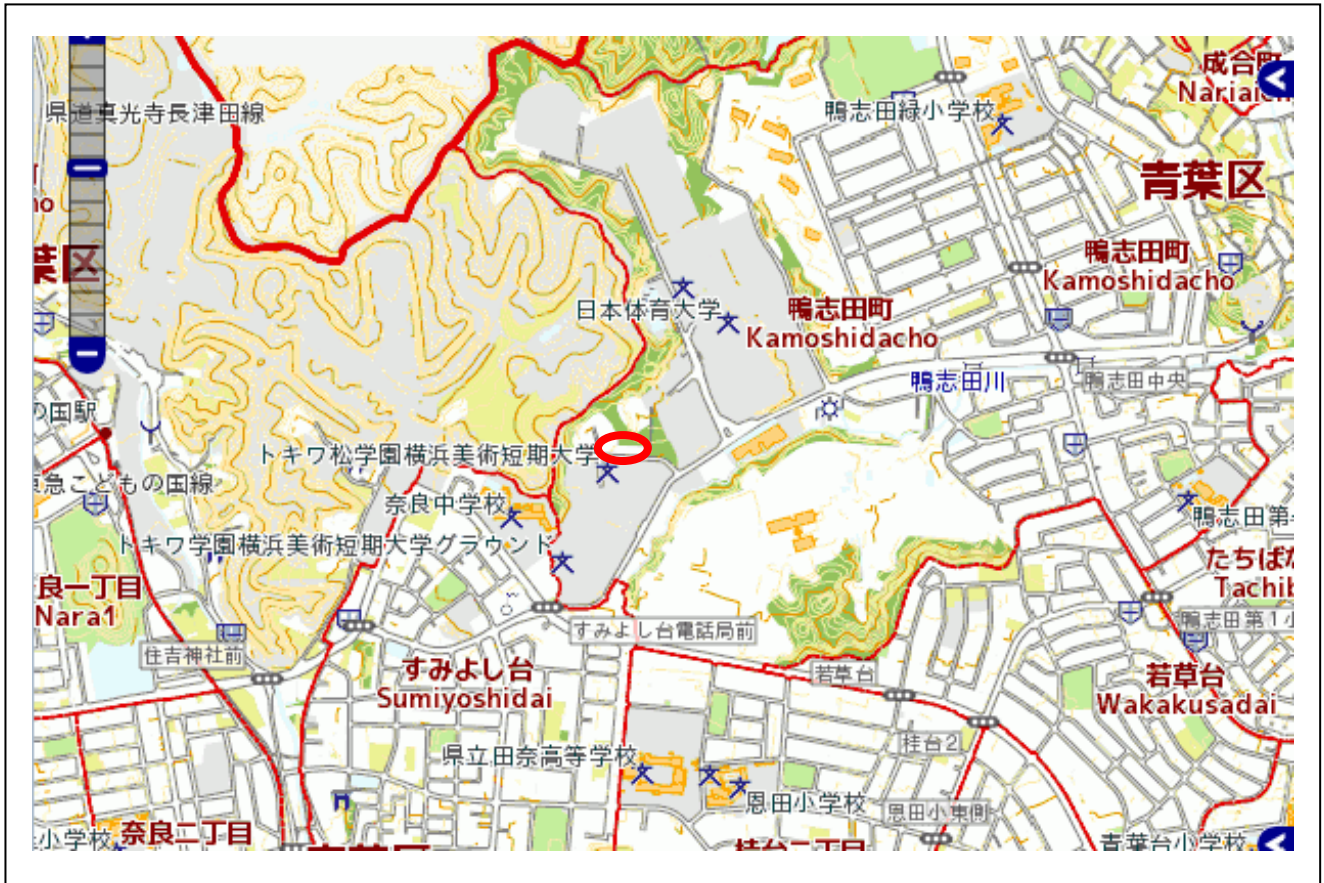 成合町
Nariai
県道真光寺長津田線
鴨志田緑小学校
青葉区
葉区
鴨志田町
Kamoshidacho
日本体育大学
鴨志田町
Kamoshidacho
鴨志田川
鴨志田中央
の国駅
トキワ松学園横浜美術短期大学
急こどもの国線
奈良中学校
鴨志田第
トキワ学園横浜美術短期大学グラウンド
良一丁目
Nara1
たちばな
Tachib
鴨志田第1小
すみよし台電話局前
住吉神社前
すみよし台
Sumiyoshidai
若草台
若草台
Wakakusadai
県立田奈高等学校
桂台2
恩田小学校
恩田小東側
小学校
奈良二丁目
桂台二丁目
青葉台小学校